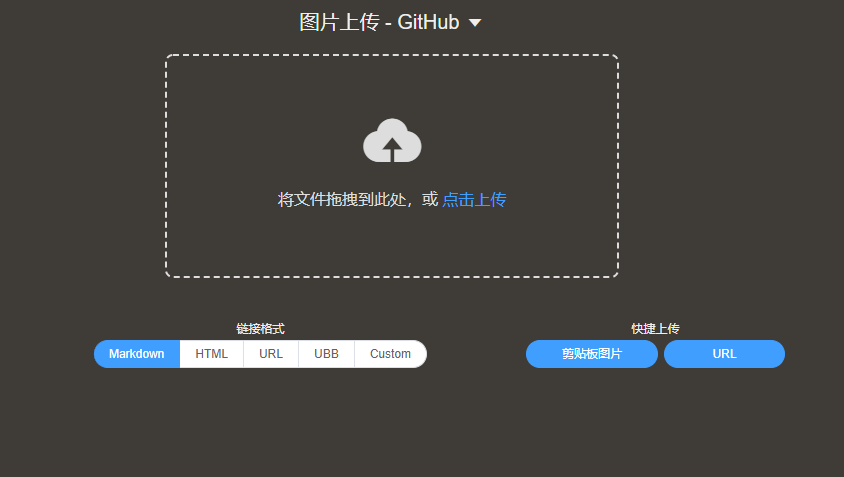 图片上传 - GitHub
将文件拖拽到此处，或 点击上传
链接格式
快捷上传
Markdown HTML URL UBB Custom
剪贴板图片 URL